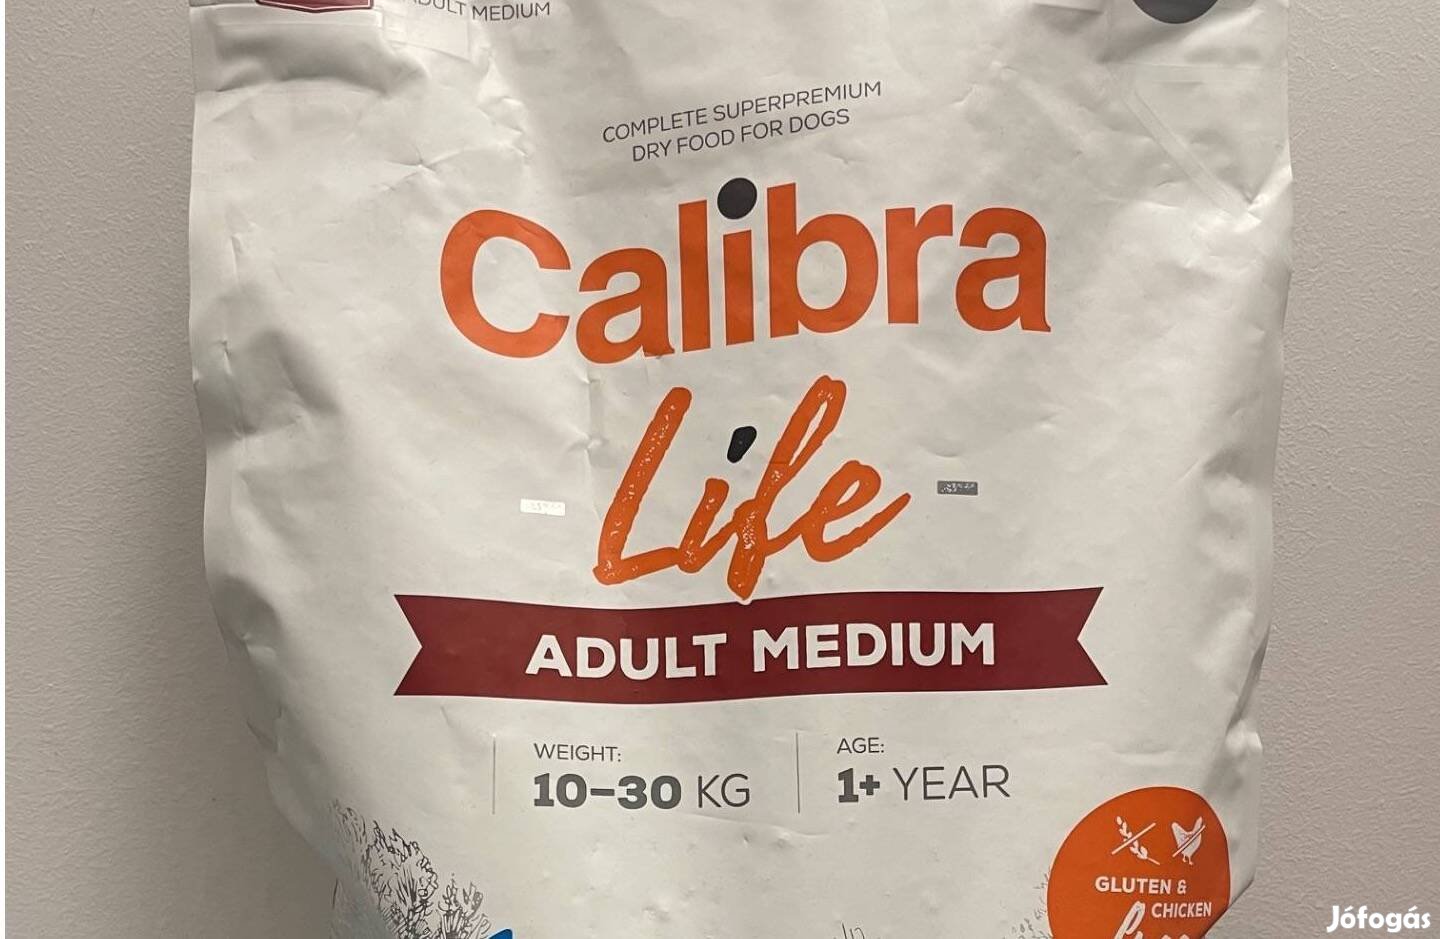 ADULT MEDIUM
COMPLETE SUPERPREMIUM
DRY FOOD FOR DOGS
Calibra
Life
ADULT MEDIUM
WEIGHT:
10–30 KG
AGE:
1+ YEAR
GLUTEN &
CHICKEN
free
Jófogás